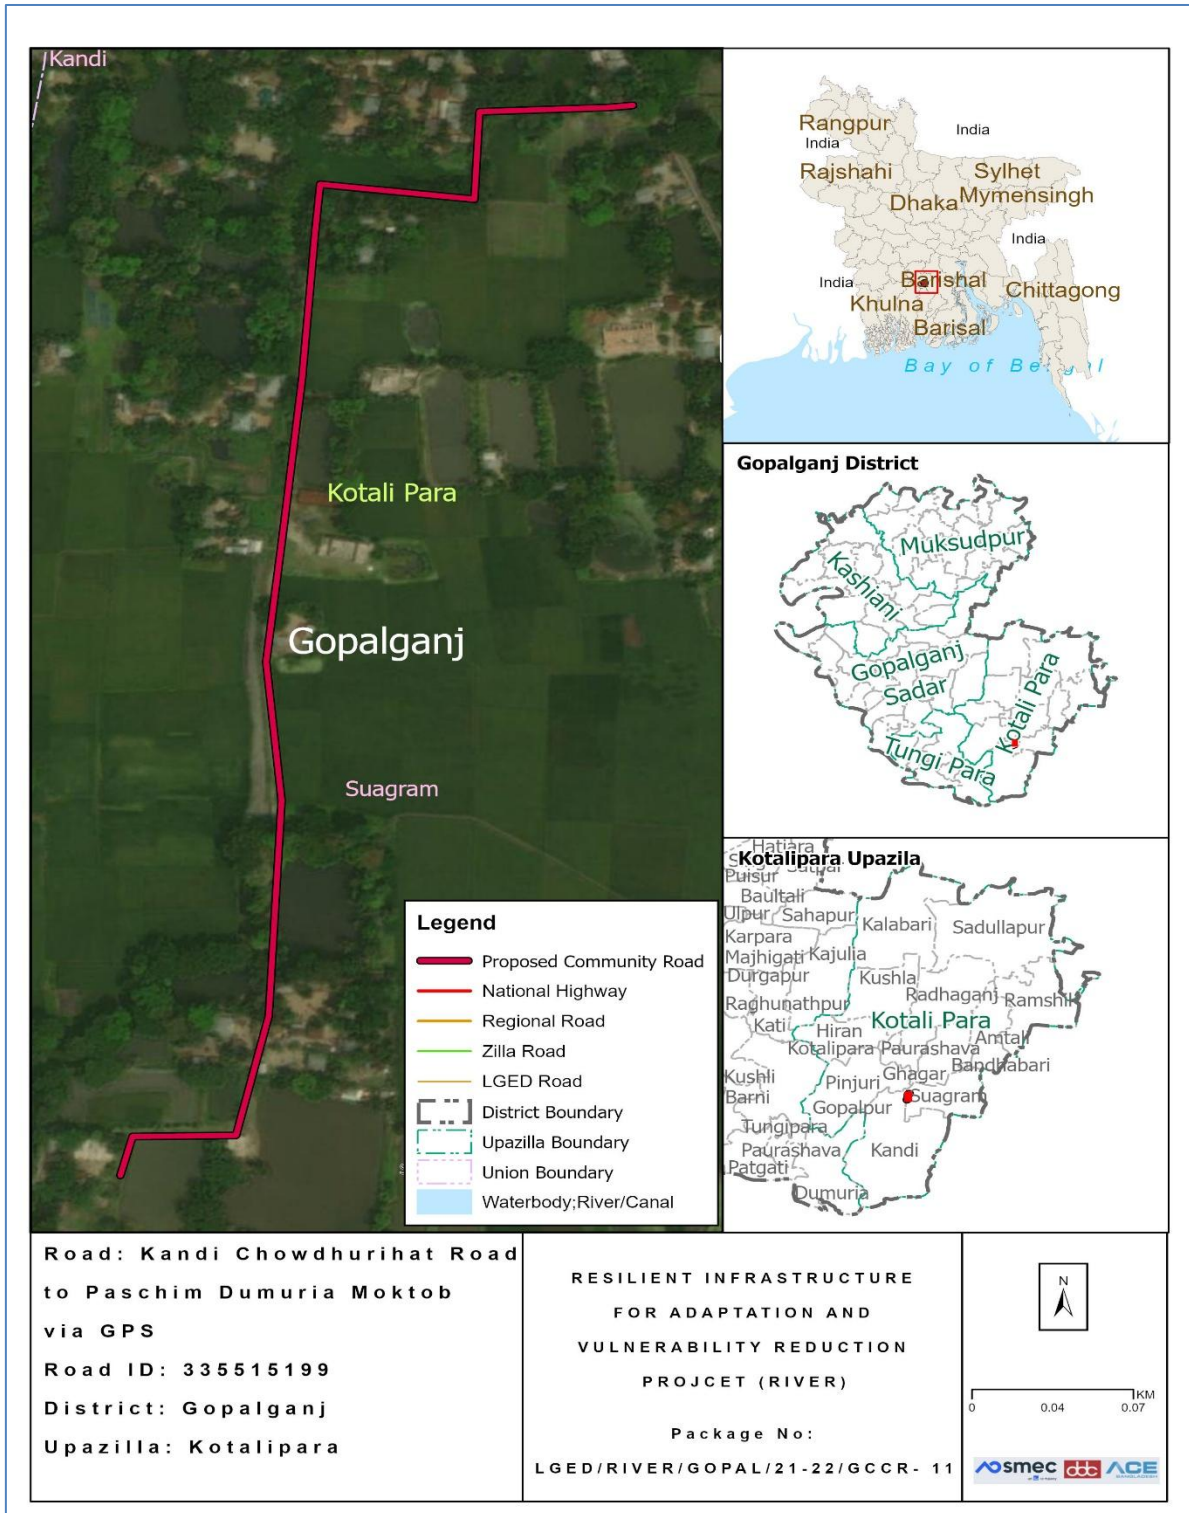 Kandi
Kotali Para
Gopalganj
Suagram
Legend
Proposed Community Road
National Highway
Regional Road
Zilla Road
LGED Road
District Boundary
Upazilla Boundary
Union Boundary
Waterbody;River/Canal
Rangpur
India
India
Rajshahi
Sylhet
Dhaka
Mymensingh
India
India
Barishal
Khulna
Chittagong
Barisal
Bay of Bengal
Gopalganj District
Muksudpur
Kashiani
Gopalganj
Sadar
Kotali Para
Tungi Para
Kotalipara Upazila
Hatiara
Puisur
Baultali
Ulpur
Sahapur
Kalabari
Sadullapur
Karpara
Majhigati
Kajulia
Durgapur
Kushla
Raghunathpur
Radhaganj
Ramshil
Kati
Hiran
Kotali Para
Amtali
Kotalipara Paurashava
Bandhabari
Kushli
Pinjuri
Ghagar
Barni
Gopalpur
Suagram
Tungipara
Paurashava
Kandi
Patgati
Dumuria
Road: Kandi Chowdhurihat Road
to Paschim Dumuria Moktob
via GPS
Road ID: 335515199
District: Gopalganj
Upazilla: Kotalipara
RESILIENT INFRASTRUCTURE
FOR ADAPTATION AND
VULNERABILITY REDUCTION
PROJCET (RIVER)
Package No:
LGED/RIVER/GOPAL/21-22/GCCR- 11
N
KM
0 0.04 0.07
smec
ddc
ACE
BANGLADESH